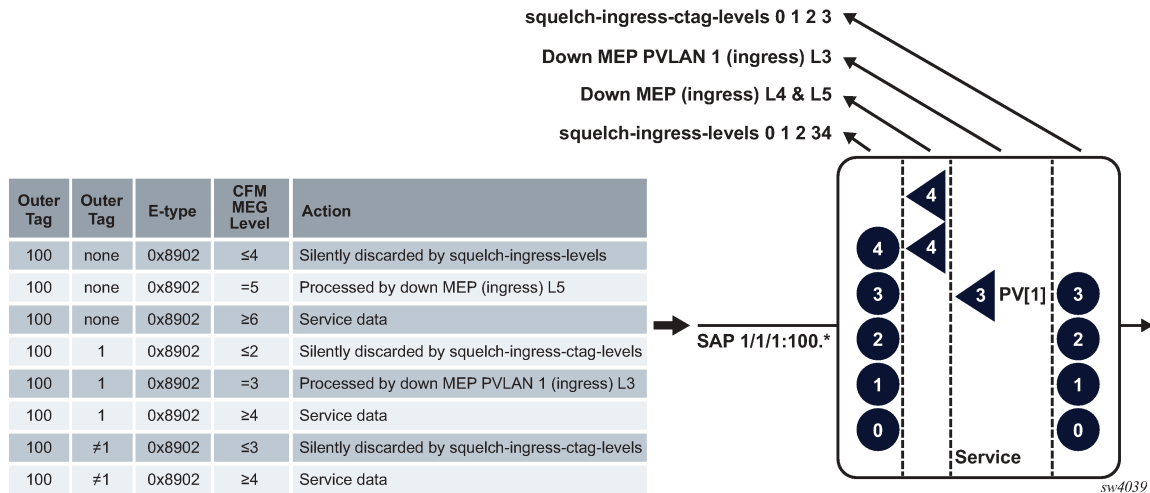 squelch-ingress-ctag-levels 0 1 2 3
Down MEP PVLAN 1 (ingress) L3
Down MEP (ingress) L4 & L5
squelch-ingress-levels 0 1 2 34
Outer Tag Outer Tag E-type CFM MEG Level Action
100 none 0x8902 ≤4 Silently discarded by squelch-ingress-levels
100 none 0x8902 =5 Processed by down MEP (ingress) L5
100 none 0x8902 ≥6 Service data
100 1 0x8902 ≤2 Silently discarded by squelch-ingress-ctag-levels
100 1 0x8902 =3 Processed by down MEP PVLAN 1 (ingress) L3
100 1 0x8902 ≥4 Service data
100 ≠1 0x8902 ≤3 Silently discarded by squelch-ingress-ctag-levels
100 ≠1 0x8902 ≥4 Service data
SAP 1/1/1:100.*
4
4 4
3 3 PV[1] 3
2 2
1 1
0 0
Service
sw4039